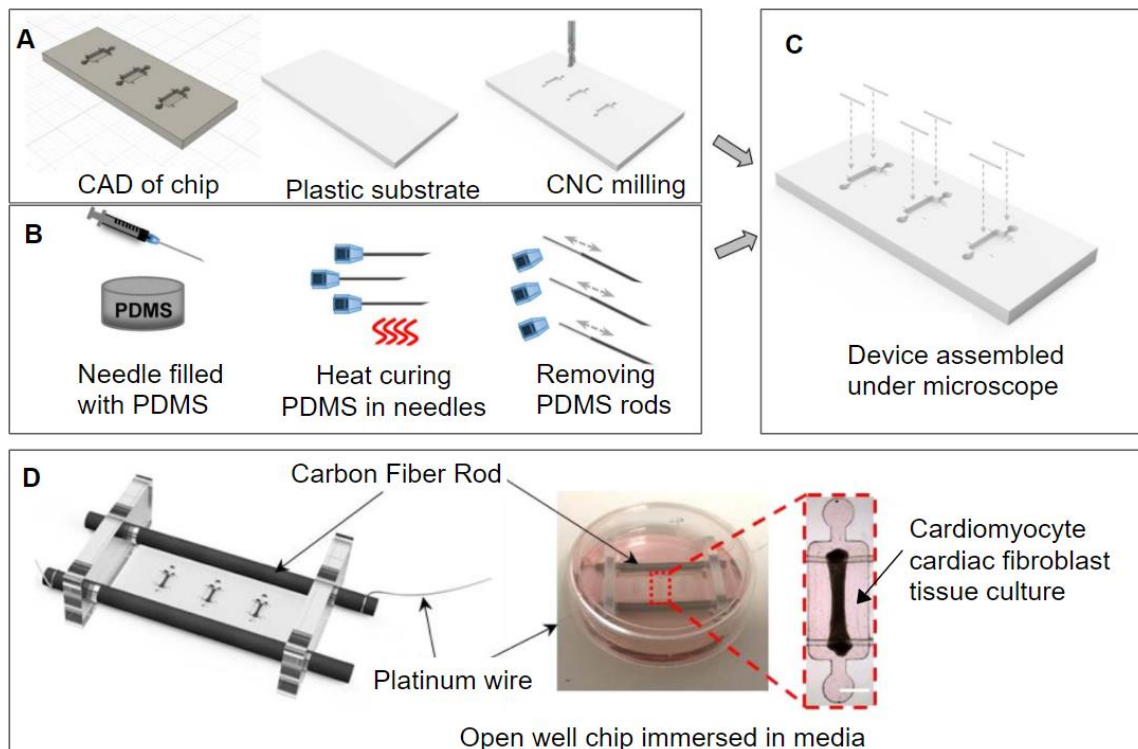 A
CAD of chip
Plastic substrate
CNC milling
B
PDMS
Needle filled
with PDMS
Heat curing
PDMS in needles
Removing
PDMS rods
C
Device assembled
under microscope
D
Carbon Fiber Rod
Platinum wire
Cardiomyocyte
cardiac fibroblast
tissue culture
Open well chip immersed in media